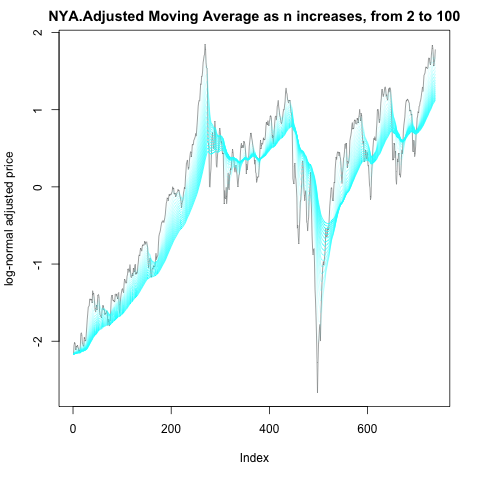 NYA.Adjusted Moving Average as n increases, from 2 to 100
log-normal adjusted price
2
1
0
-1
-2
0 200 400 600
Index